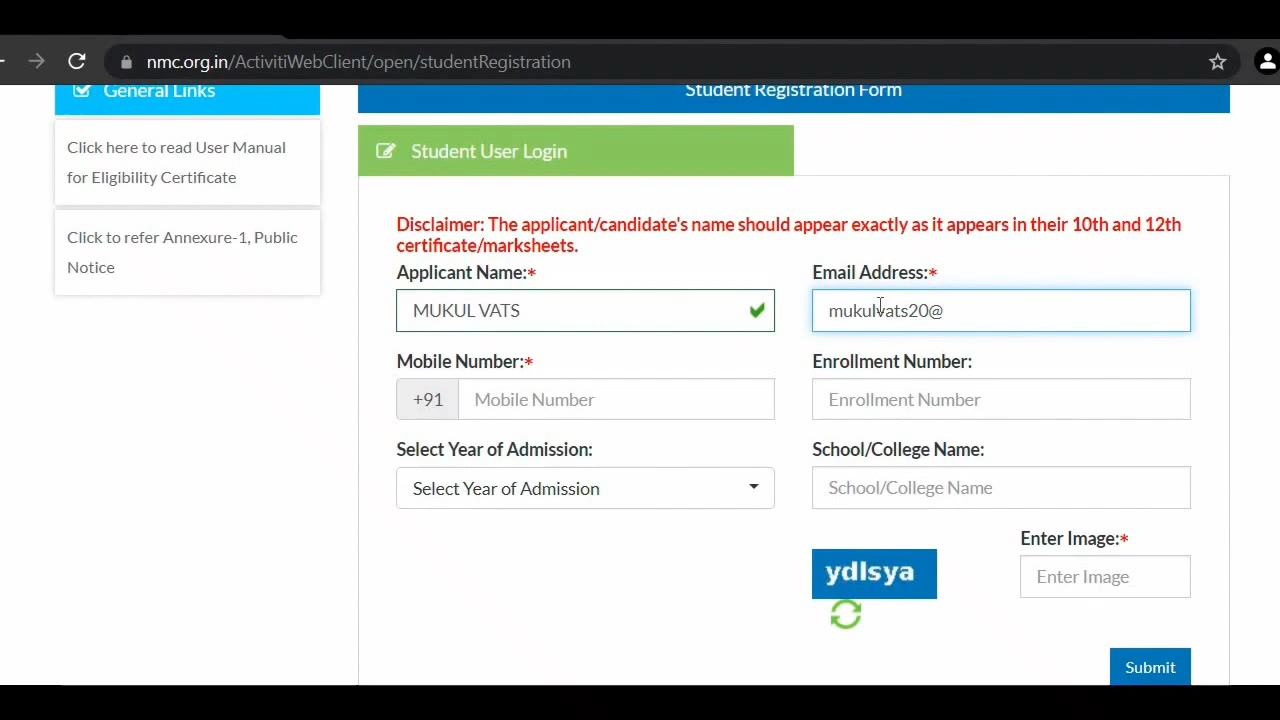 nmc.org.in/ActivitiWebClient/open/studentRegistration
General Links
Click here to read User Manual
for Eligibility Certificate
Click to refer Annexure-1, Public
Notice
Student Registration Form
Student User Login
Disclaimer: The applicant/candidate's name should appear exactly as it appears in their 10th and 12th
certificate/marksheets.
Applicant Name:*
Email Address:*
MUKUL VATS
mukulvats20@
Mobile Number:*
Enrollment Number:
+91 Mobile Number
Enrollment Number
Select Year of Admission:
School/College Name:
Select Year of Admission
School/College Name
Enter Image:*
ydlsya
Enter Image
Submit